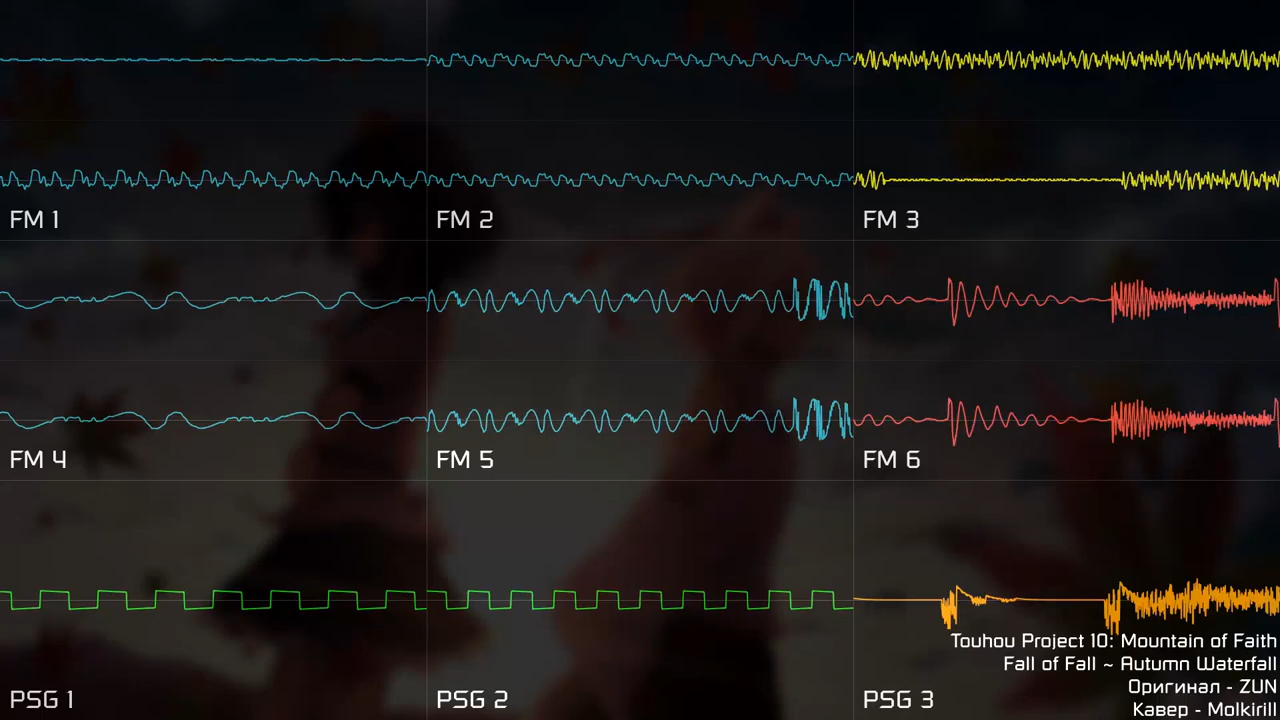 FM 1
FM 2
FM 3
FM 4
FM 5
FM 6
PSG 1
PSG 2
PSG 3
Touhou Project 10: Mountain of Faith
Fall of Fall ~ Autumn Waterfall
Оригинал - ZUN
Кавер - Molkirill